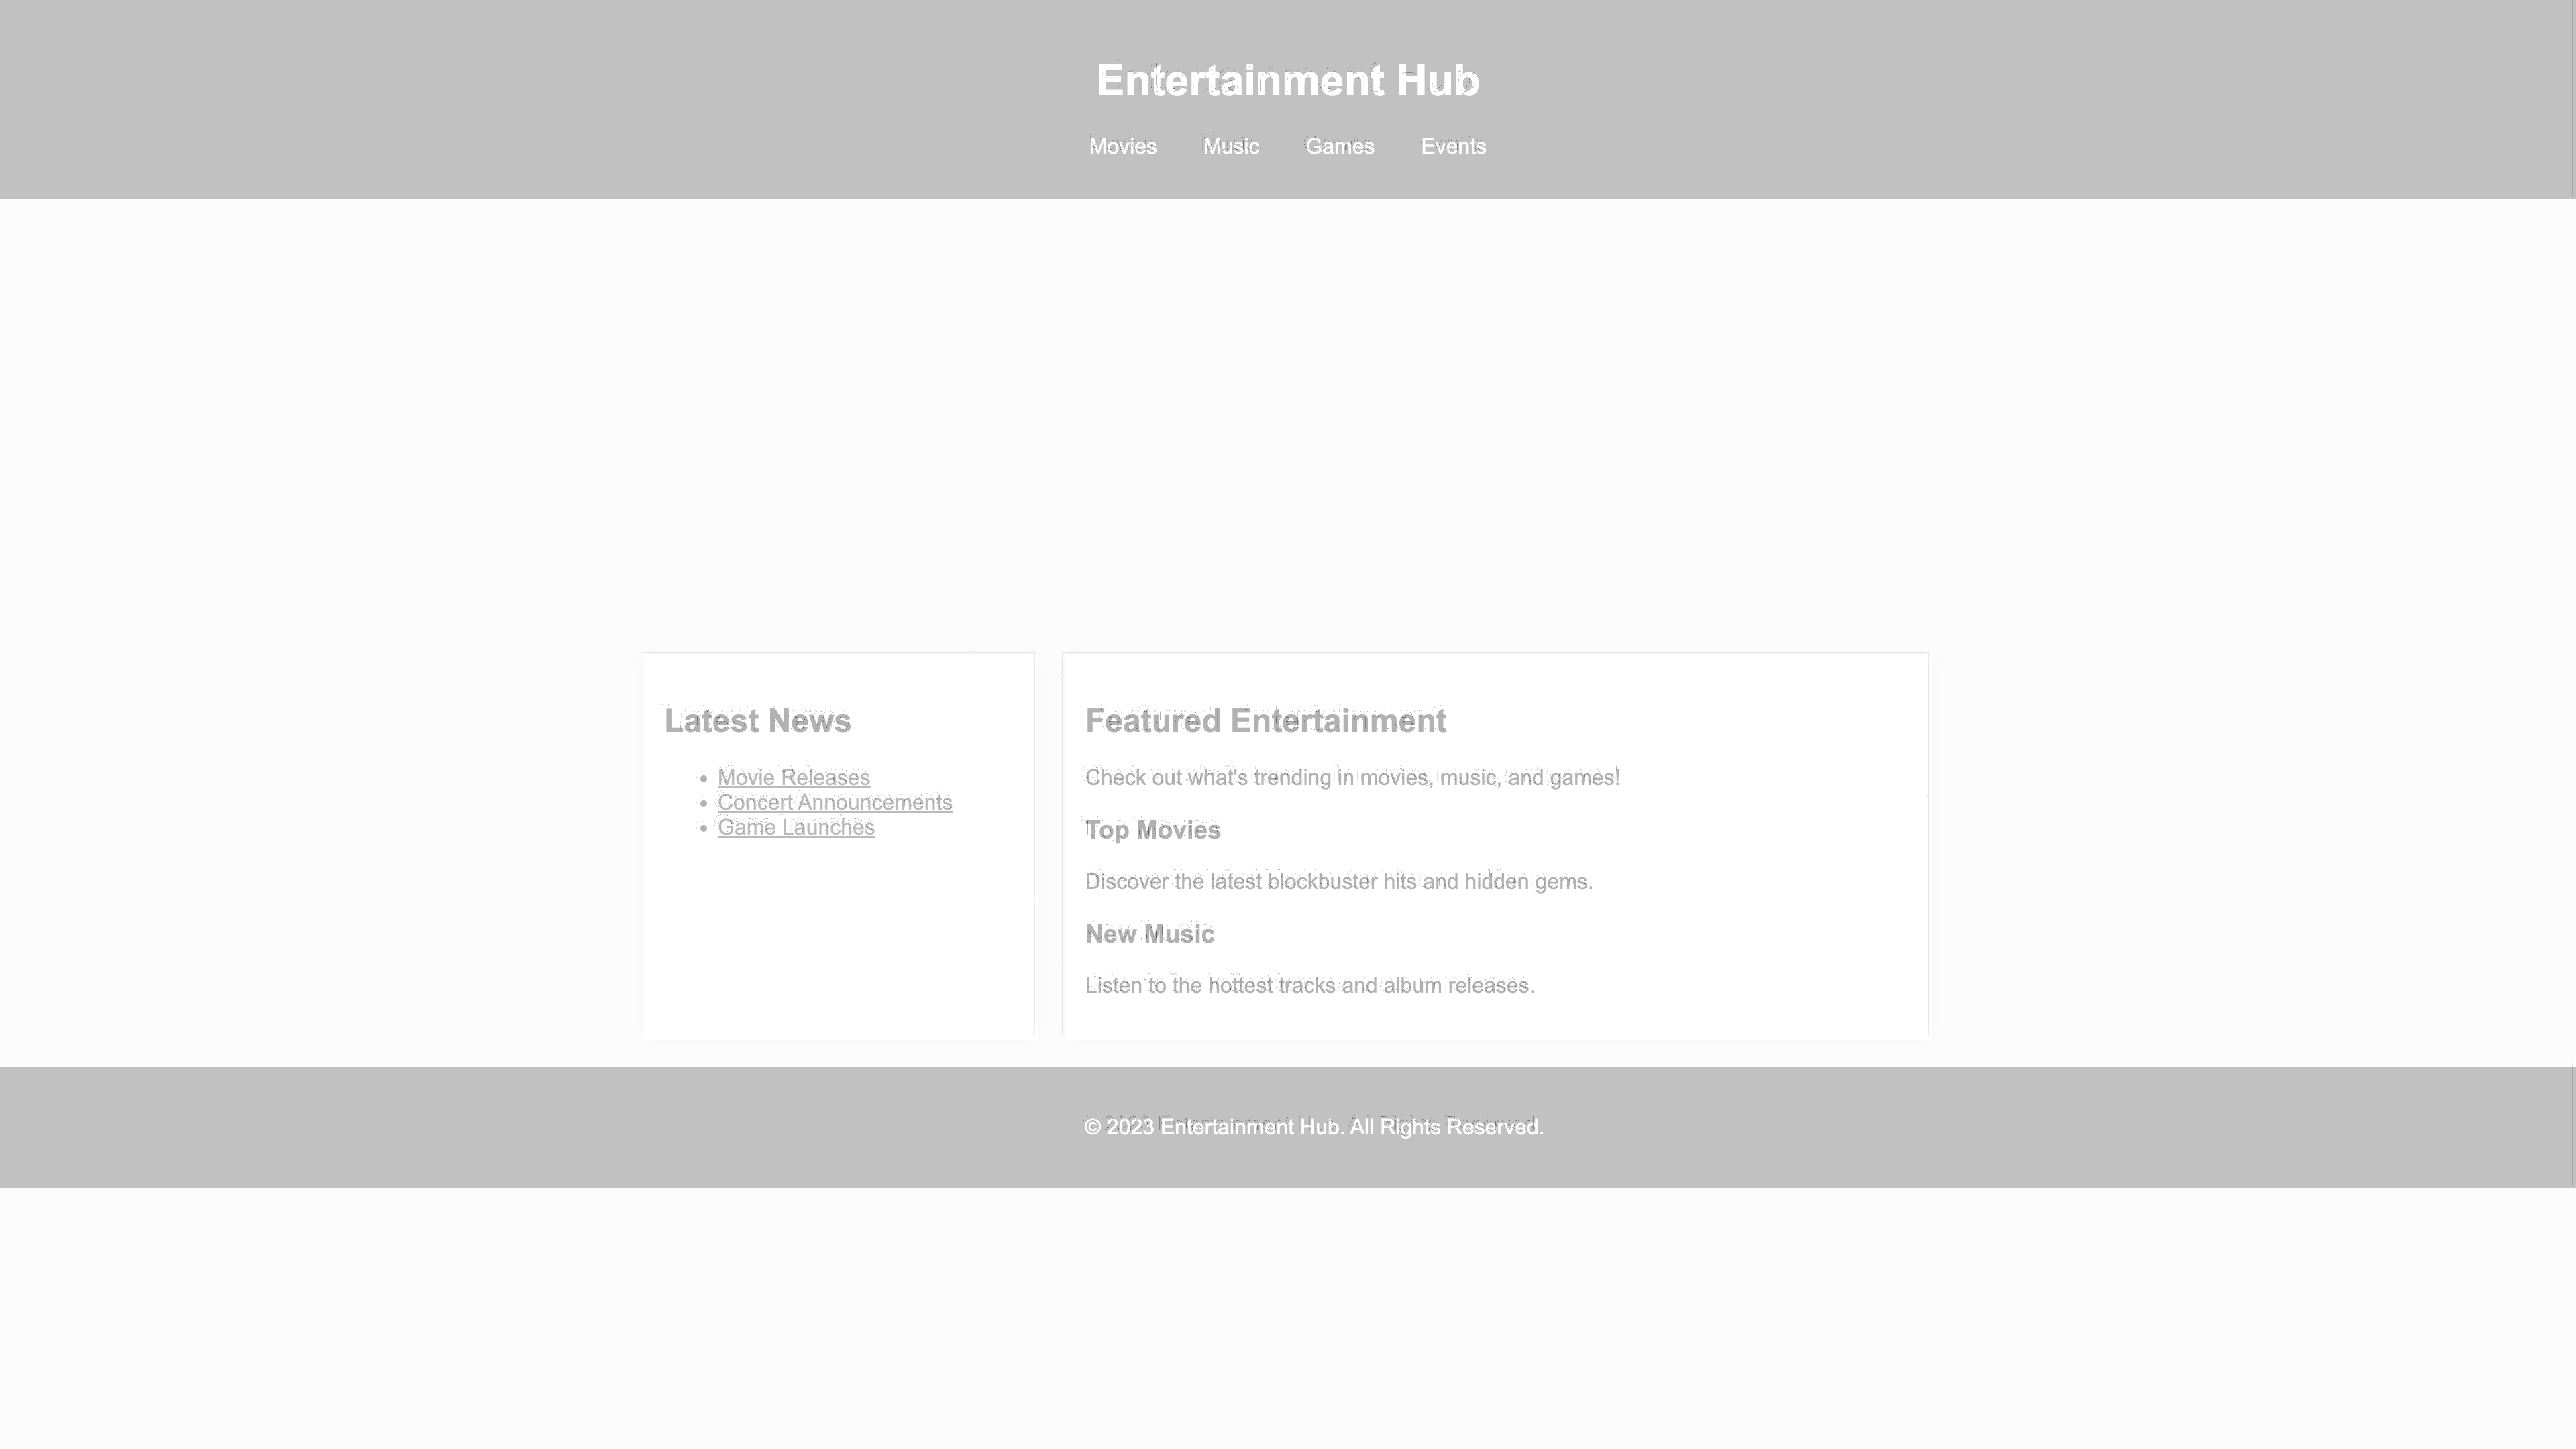 Entertainment Hub
Movies Music Games Events
Latest News
Movie Releases
Concert Announcements
Game Launches
Featured Entertainment
Check out what's trending in movies, music, and games!
Top Movies
Discover the latest blockbuster hits and hidden gems.
New Music
Listen to the hottest tracks and album releases.
© 2023 Entertainment Hub. All Rights Reserved.